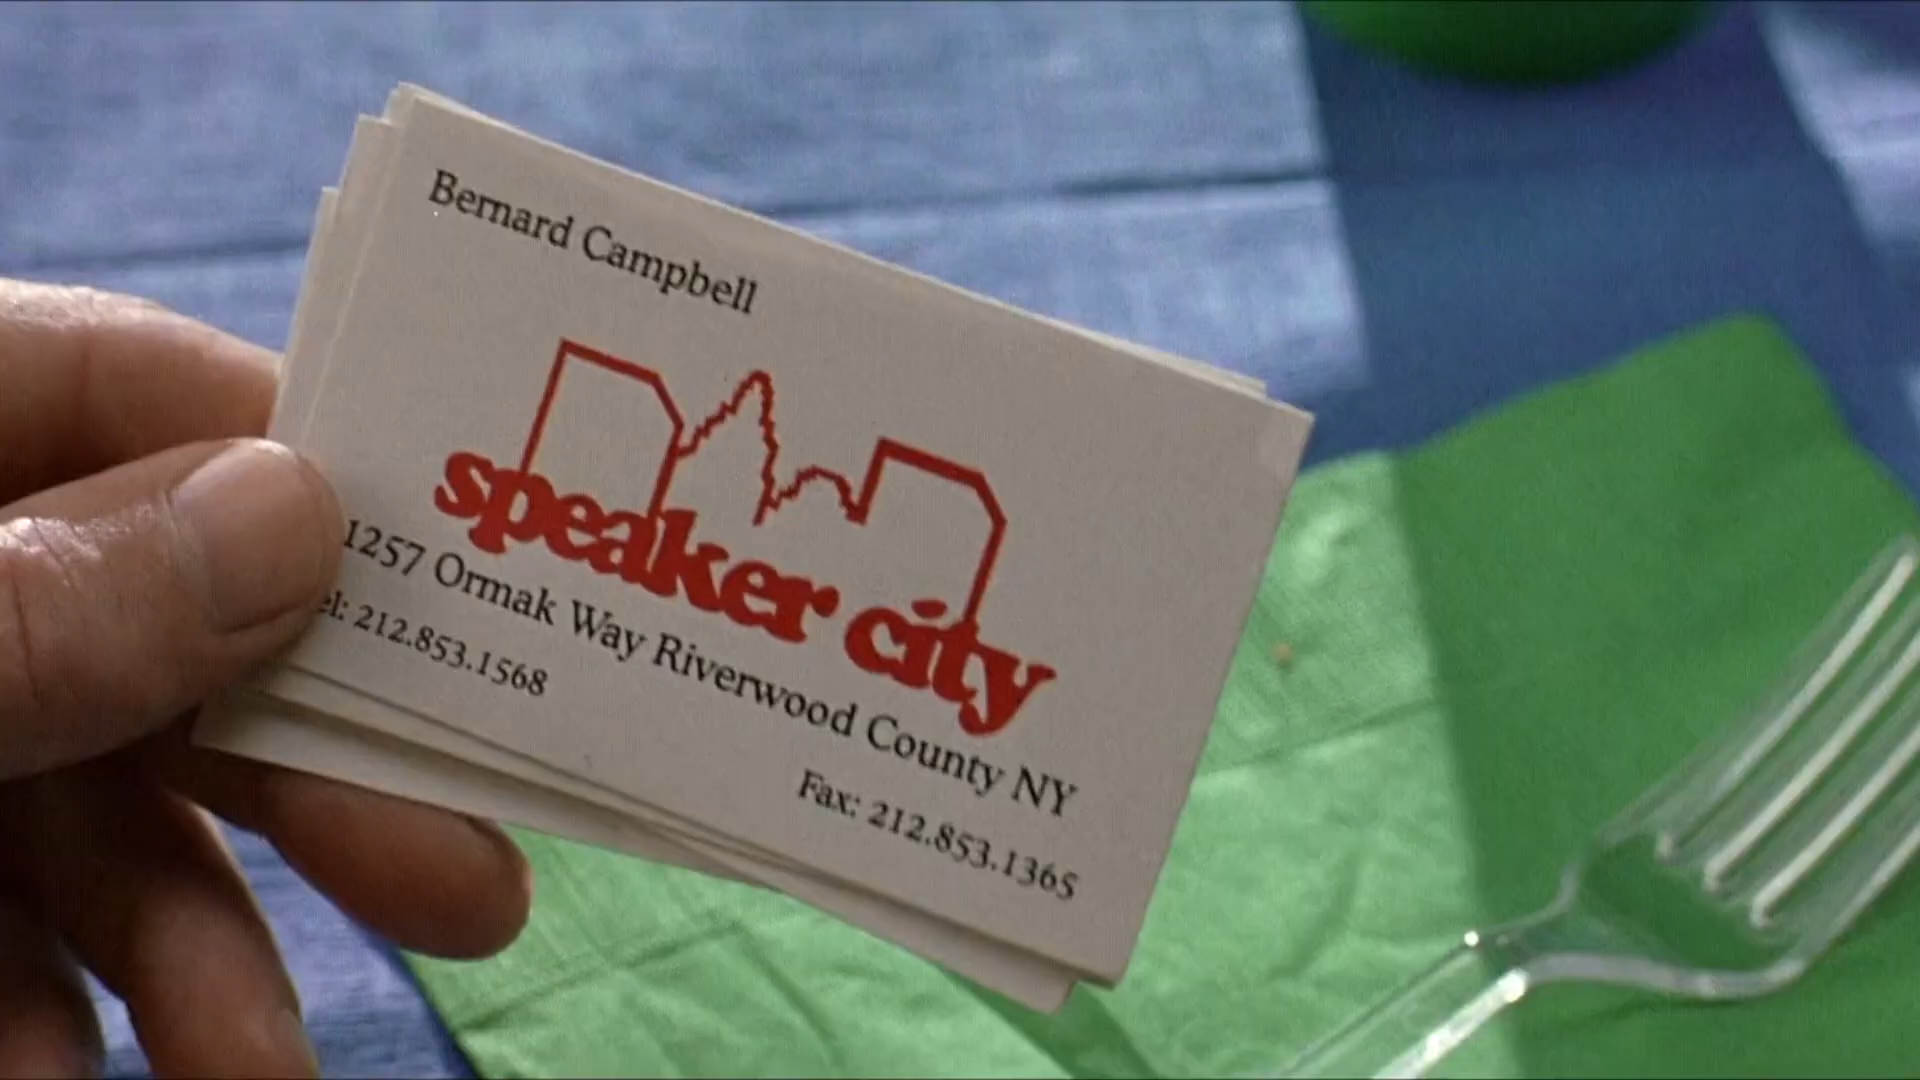 Bernard Campbell
speaker city
1257 Ormak Way Riverwood County NY
el: 212.853.1568
Fax: 212.853.1365